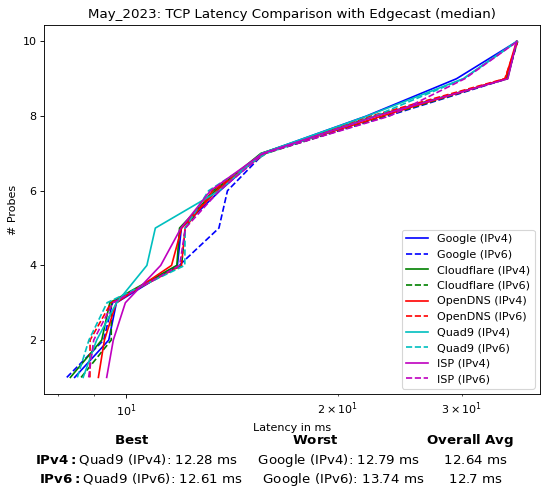 May_2023: TCP Latency Comparison with Edgecast (median)
10
8
6
4
2
# Probes
Google (IPv4)
Google (IPv6)
Cloudflare (IPv4)
Cloudflare (IPv6)
OpenDNS (IPv4)
OpenDNS (IPv6)
Quad9 (IPv4)
Quad9 (IPv6)
ISP (IPv4)
ISP (IPv6)
10¹ 2 × 10¹ 3 × 10¹
Latency in ms
Best Worst Overall Avg
IPv4: Quad9 (IPv4): 12.28 ms Google (IPv4): 12.79 ms 12.64 ms
IPv6: Quad9 (IPv6): 12.61 ms Google (IPv6): 13.74 ms 12.7 ms